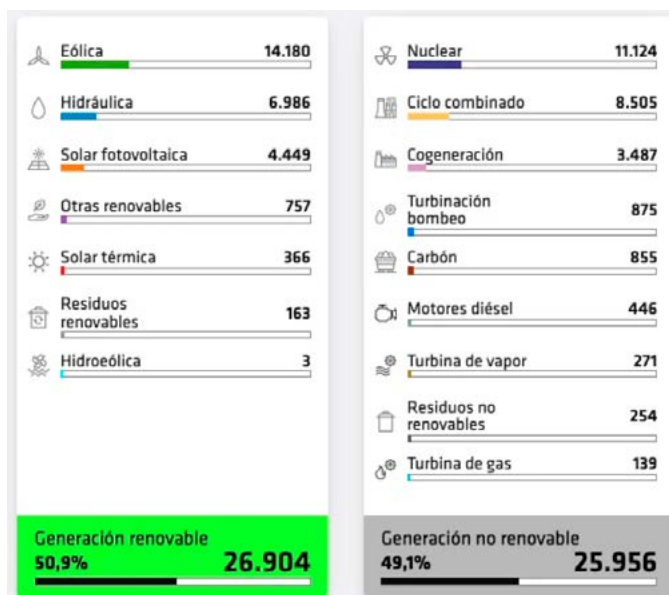 Eólica 14.180
Hidráulica 6.986
Solar fotovoltaica 4.449
Otras renovables 757
Solar térmica 366
Residuos
renovables 163
Hidroeólica 3
Generación renovable
50,9% 26.904
Nuclear 11.124
Ciclo combinado 8.505
Cogeneración 3.487
Turbinación
bombeo 875
Carbón 855
Motores diésel 446
Turbina de vapor 271
Residuos no
renovables 254
Turbina de gas 139
Generación no renovable
49,1% 25.956